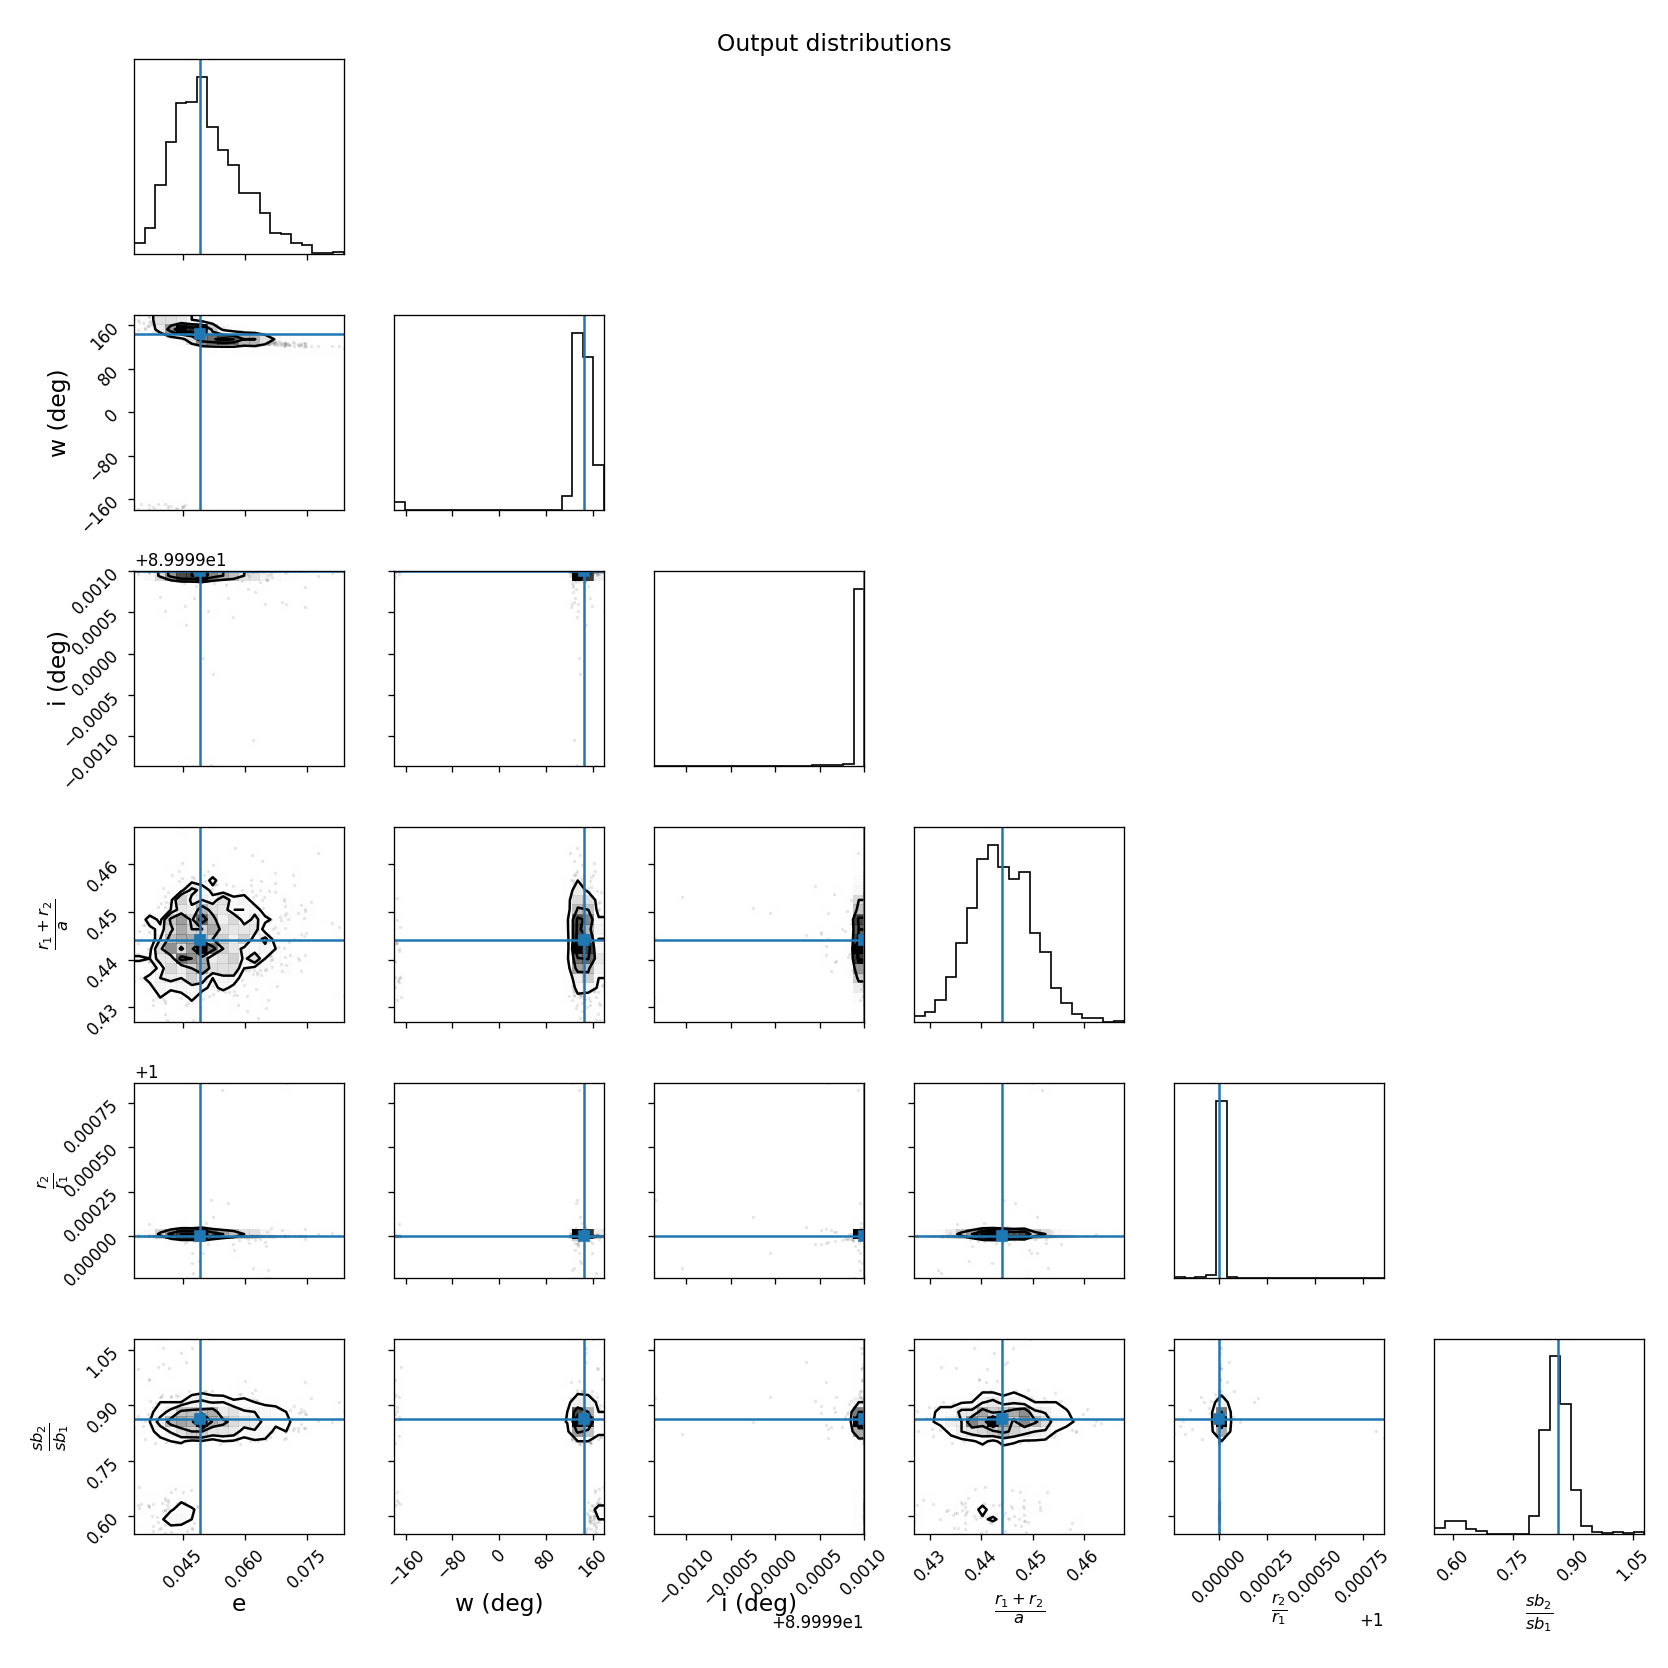 Output distributions
w (deg)
160
80
0
−80
−160
+8.9999e1
i (deg)
0.0010
0.0005
0.0000
−0.0005
−0.0010
r₁ + r₂
a
0.46
0.45
0.44
0.43
+1
r₂
r₁
0.00075
0.00050
0.00025
0.00000
sb₂
sb₁
1.05
0.90
0.75
0.60
0.045 0.060 0.075
e
−160 −80 0 80 160
w (deg)
−0.0010 −0.0005 0.0000 0.0005 0.0010
i (deg)
+8.9999e1
0.43 0.44 0.45 0.46
r₁ + r₂
a
0.00000 0.00025 0.00050 0.00075
r₂
r₁
+1
0.60 0.75 0.90 1.05
sb₂
sb₁